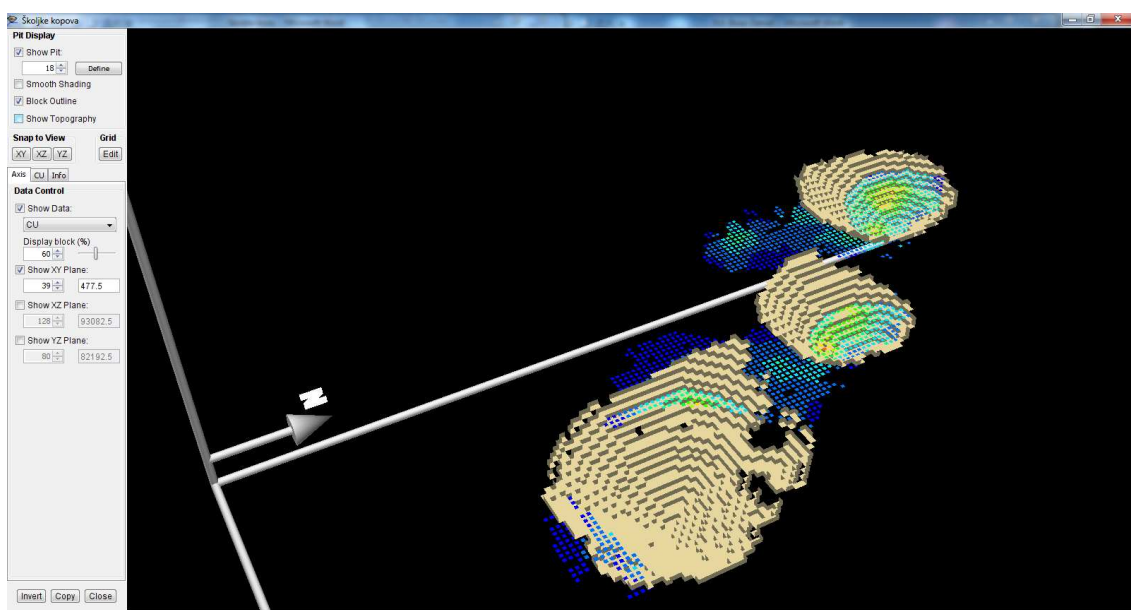 Školjke kopova
Pit Display
Show Pit:
18 Define
Smooth Shading
Block Outline
Show Topography
Snap to View Grid
XY XZ YZ Edit
Axis CU Info
Data Control
Show Data:
CU
Display block (%)
60
Show XY Plane:
39 477.5
Show XZ Plane:
128 93082.5
Show YZ Plane:
80 82192.5
N
Invert Copy Close